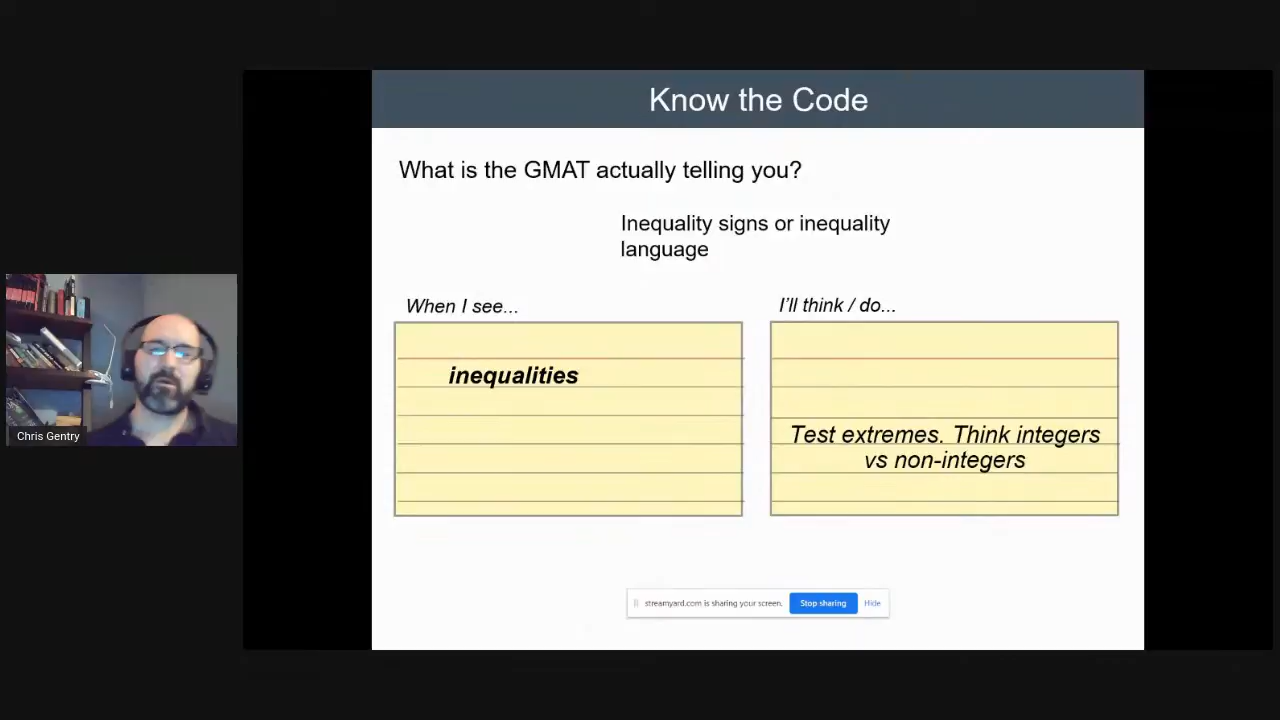 Know the Code
What is the GMAT actually telling you?
Inequality signs or inequality
language
When I see...
I'll think / do...
inequalities
Test extremes. Think integers
vs non-integers
Chris Gentry
streamyard.com is sharing your screen.
Stop sharing
Hide